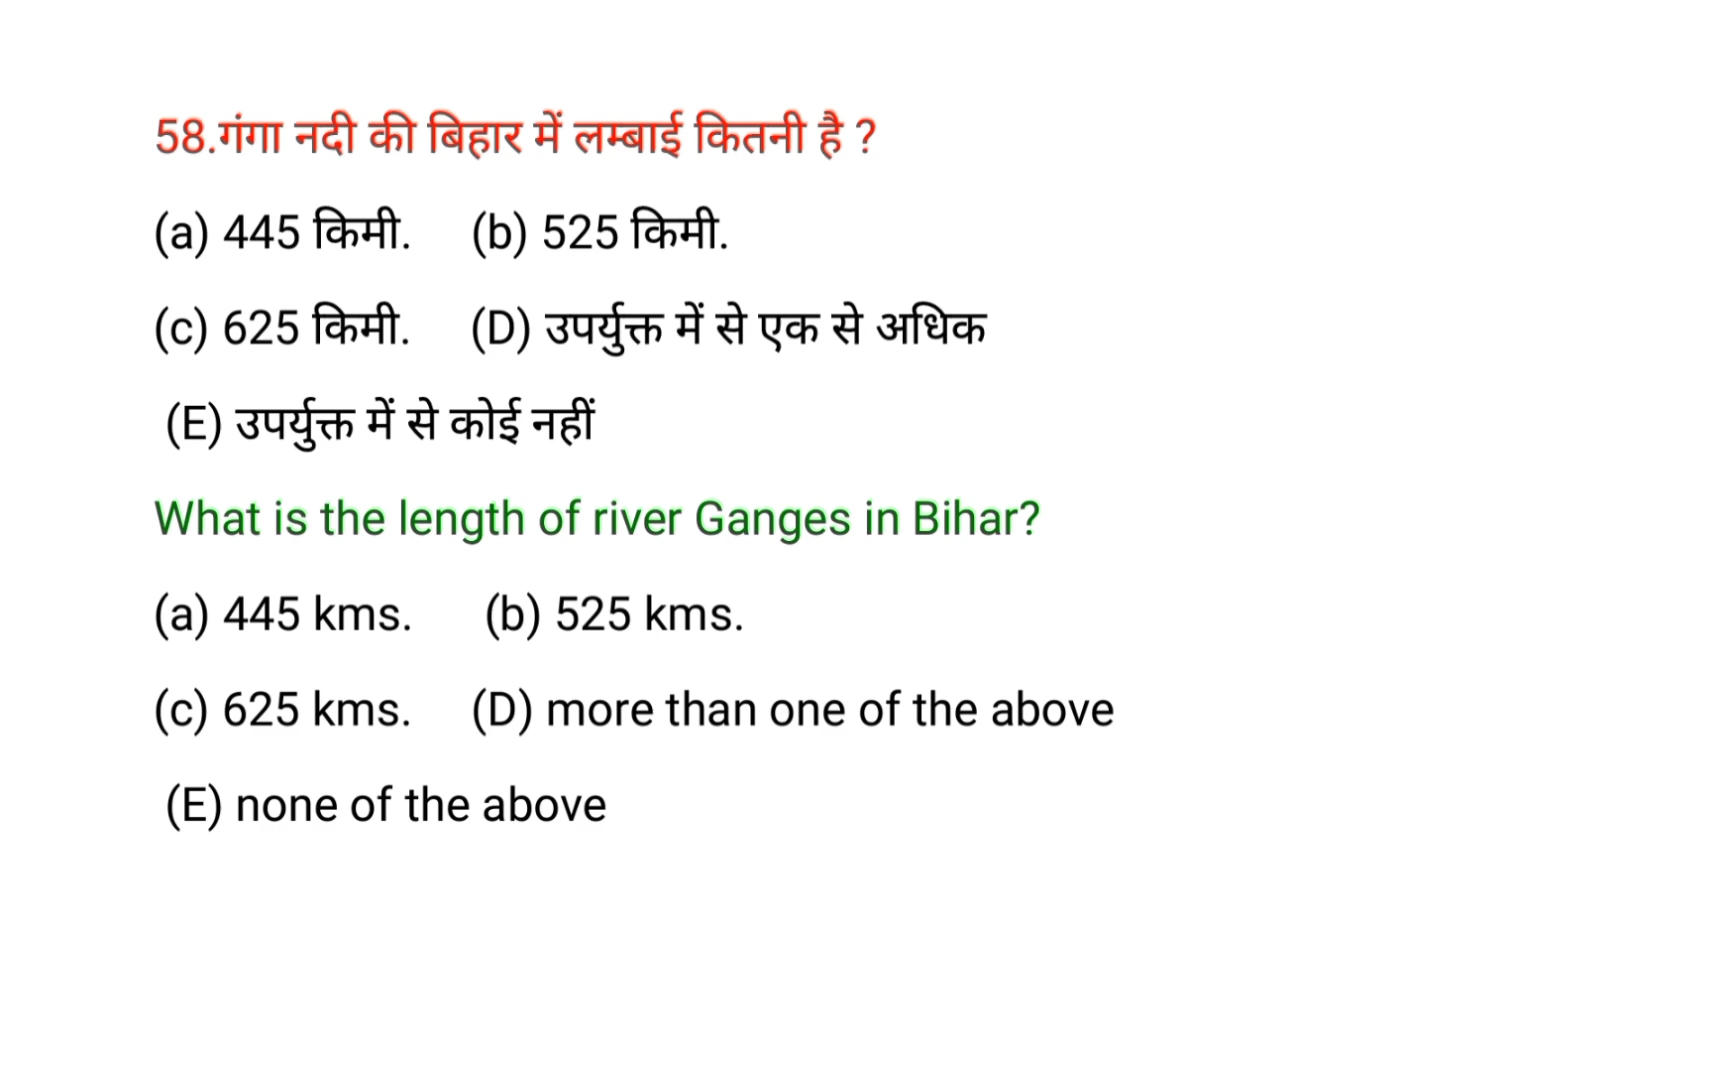 58.गंगा नदी की बिहार में लम्बाई कितनी है ?
(a) 445 किमी. (b) 525 किमी.
(c) 625 किमी. (D) उपर्युक्त में से एक से अधिक
(E) उपर्युक्त में से कोई नहीं
What is the length of river Ganges in Bihar?
(a) 445 kms. (b) 525 kms.
(c) 625 kms. (D) more than one of the above
(E) none of the above